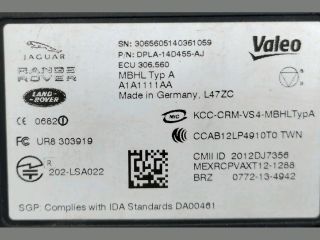 SN: 3065605140361059
P/N: DPLA-14D455-AJ
Valeo
JAGUAR
ECU 306.560
MBHL Typ A
RANGE ROVER
A1A1111AA
Made in Germany, L47ZC
LAND-ROVER
KCC-CRM-VS4-MBHLTypA
CE 0682
CCAB12LP4910T0 TWN
FC UR8 303919
CMII ID 2012DJ7356
MEXRCPVAXT12-1288
R 202-LSA022
BRZ 0772-13-4942
SGP: Complies with IDA Standards DA00461